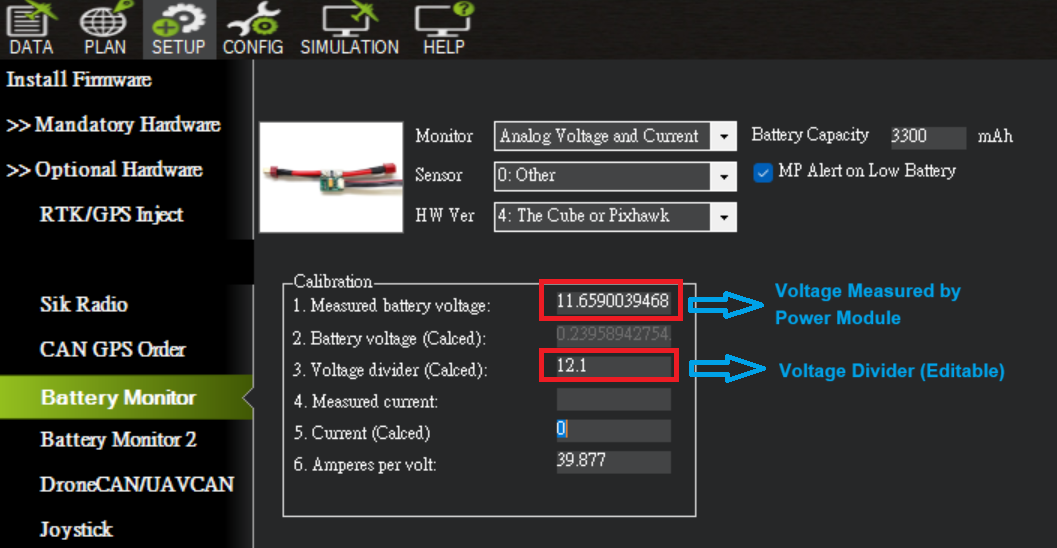 DATA PLAN SETUP CONFIG SIMULATION HELP
Install Firmware
>> Mandatory Hardware
>> Optional Hardware
RTK/GPS Inject
Sik Radio
CAN GPS Order
Battery Monitor
Battery Monitor 2
DroneCAN/UAVCAN
Joystick
Monitor Analog Voltage and Current Battery Capacity 3300 mAh
Sensor 0: Other MP Alert on Low Battery
HW Ver 4: The Cube or Pixhawk
Calibration
1. Measured battery voltage: 11.6590039468
2. Battery voltage (Calced): 0.23958942754
3. Voltage divider (Calced): 12.1
4. Measured current:
5. Current (Calced) 0
6. Amperes per volt: 39.877
Voltage Measured by
Power Module
Voltage Divider (Editable)